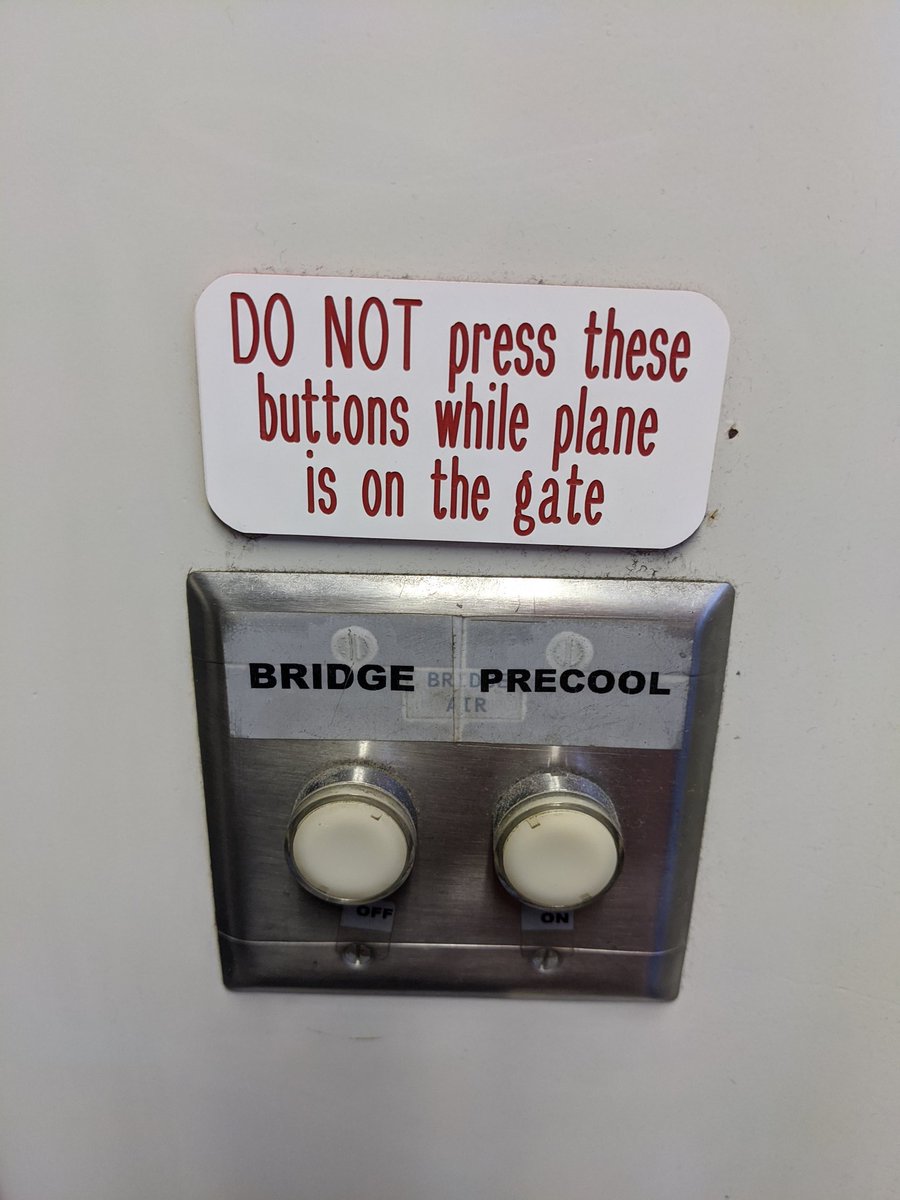 DO NOT press these
buttons while plane
is on the gate
BRIDGE PRECOOL
BRIDGE
AIR
OFF ON